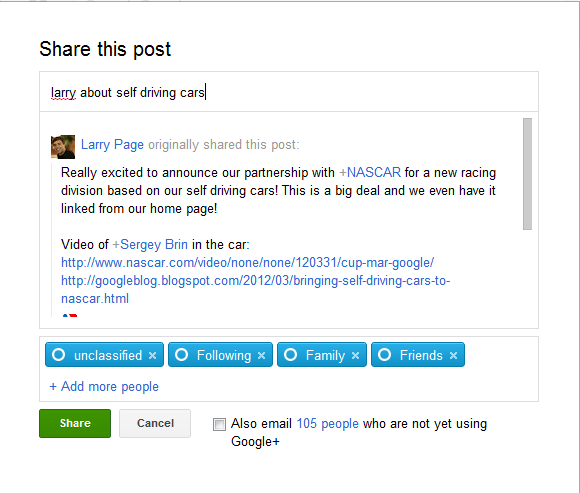 Share this post
larry about self driving cars
Larry Page originally shared this post:
Really excited to announce our partnership with +NASCAR for a new racing
division based on our self driving cars! This is a big deal and we even have it
linked from our home page!
Video of +Sergey Brin in the car:
http://www.nascar.com/video/none/none/120331/cup-mar-google/
http://googleblog.blogspot.com/2012/03/bringing-self-driving-cars-to-
nascar.html
unclassified × Following × Family × Friends ×
+ Add more people
Share Cancel Also email 105 people who are not yet using
Google+